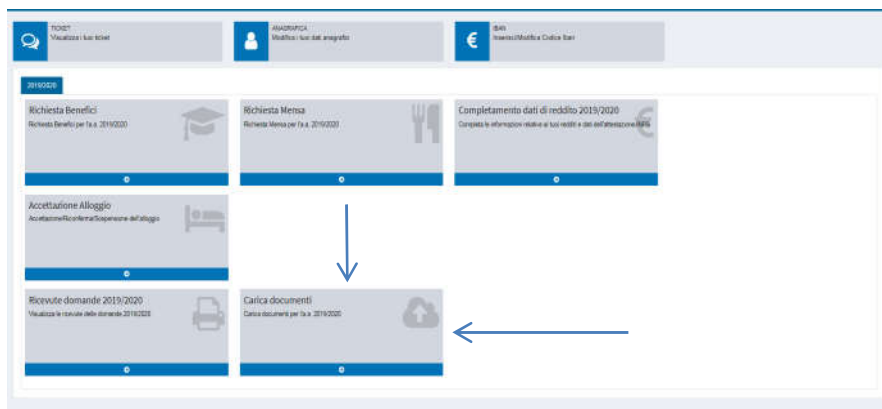 TICKET
Visualizza i tuoi ticket
ANAGRAFICA
Modifica i tuoi dati anagrafici
IBAN
Inserisci/Modifica Codice Iban
2019/2020
Richiesta Benefici
Richiesta Benefici per l'a.a. 2019/2020
Richiesta Mensa
Richiesta Mensa per l'a.a. 2019/2020
Completamento dati di reddito 2019/2020
Completa le informazioni relative ai tuoi redditi e dati dell'attestazione
Accettazione Alloggio
Accettazione/Riconferma/Sospensione dell'alloggio
Ricevute domande 2019/2020
Visualizza le ricevute delle domande 2019/2020
Carica documenti
Carica documenti per l'a.a. 2019/2020